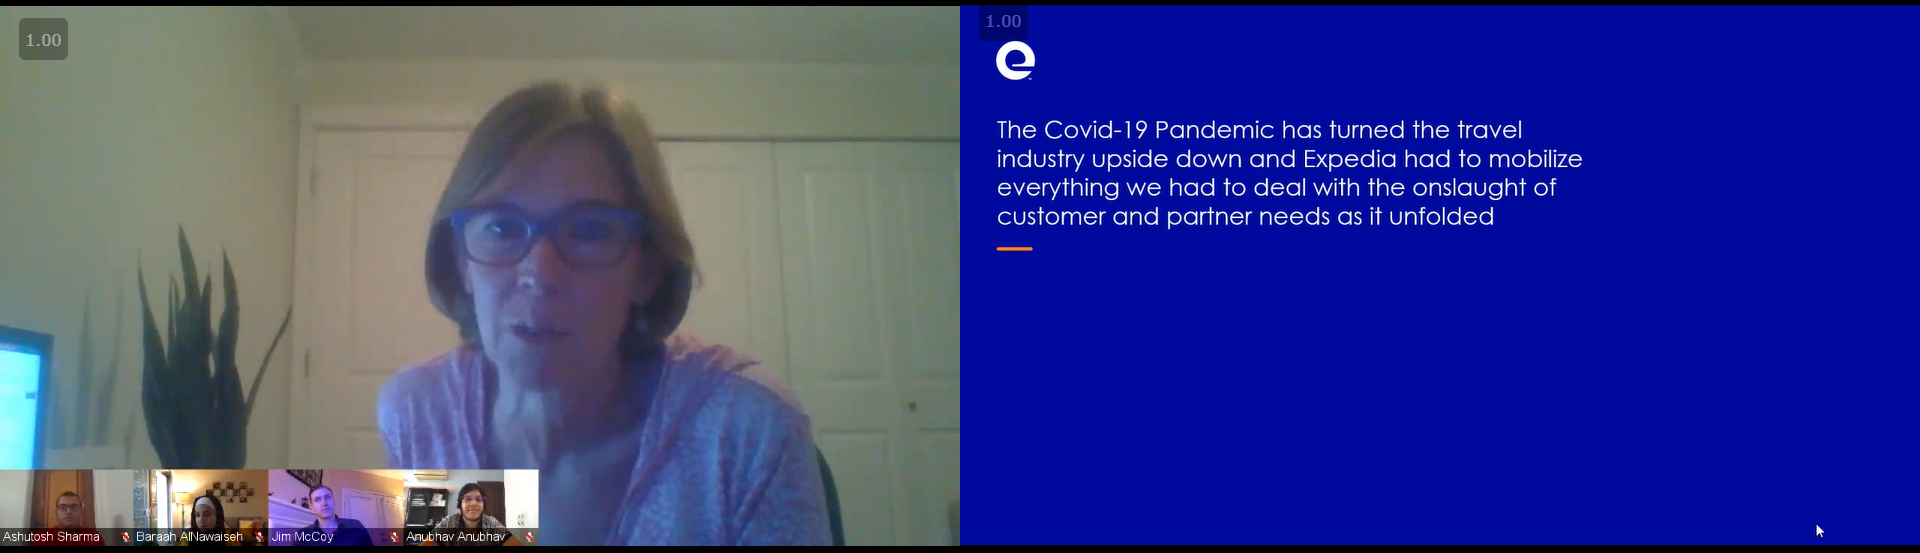 1.00
1.00
The Covid-19 Pandemic has turned the travel
industry upside down and Expedia had to mobilize
everything we had to deal with the onslaught of
customer and partner needs as it unfolded
Ashutosh Sharma
Baraah AlNawaiseh
Jim McCoy
Anubhav Anubhav